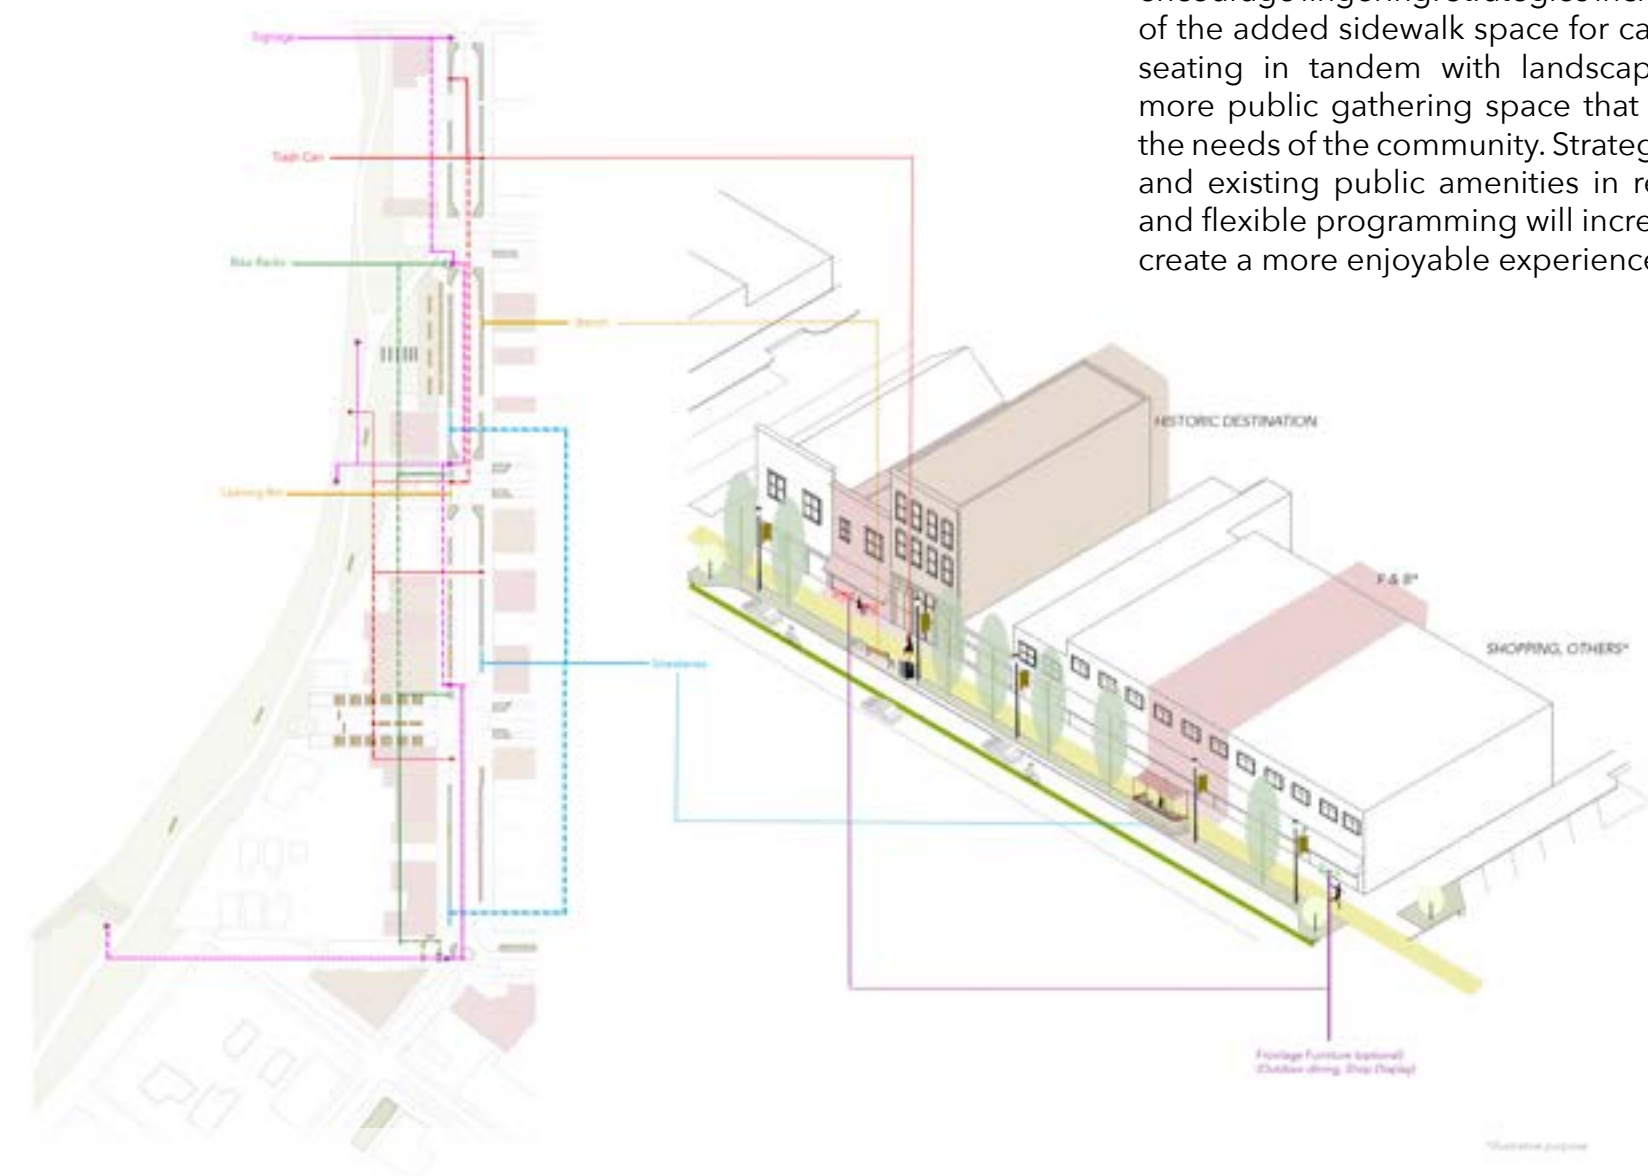 of the added sidewalk space for ca
seating in tandem with landscap
more public gathering space that
the needs of the community. Strateg
and existing public amenities in re
and flexible programming will incre
create a more enjoyable experience
Signage
Trash Can
Bike Racks
Bench
HISTORIC DESTINATION
F & B*
SHOPPING, OTHERS*
Frontage Furniture (optional)
(Outdoor dining, Shop Display)
*Illustrative purpose